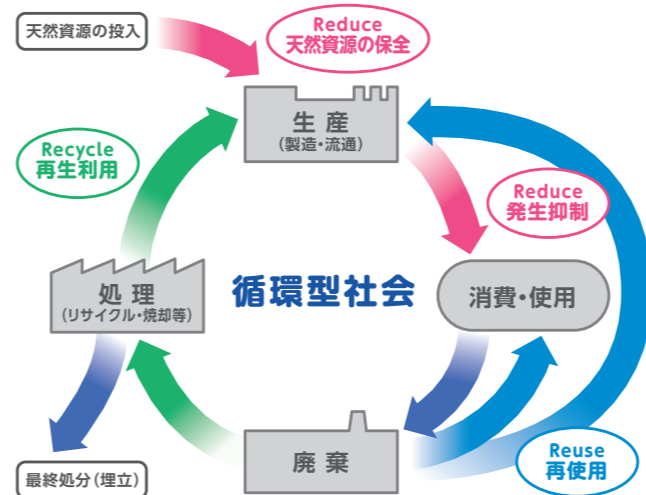 天然資源の投入
Reduce
天然資源の保全
生産
(製造・流通)
Recycle
再生利用
Reduce
発生抑制
処理
(リサイクル・焼却等)
循環型社会
消費・使用
廃棄
Reuse
再使用
最終処分(埋立)